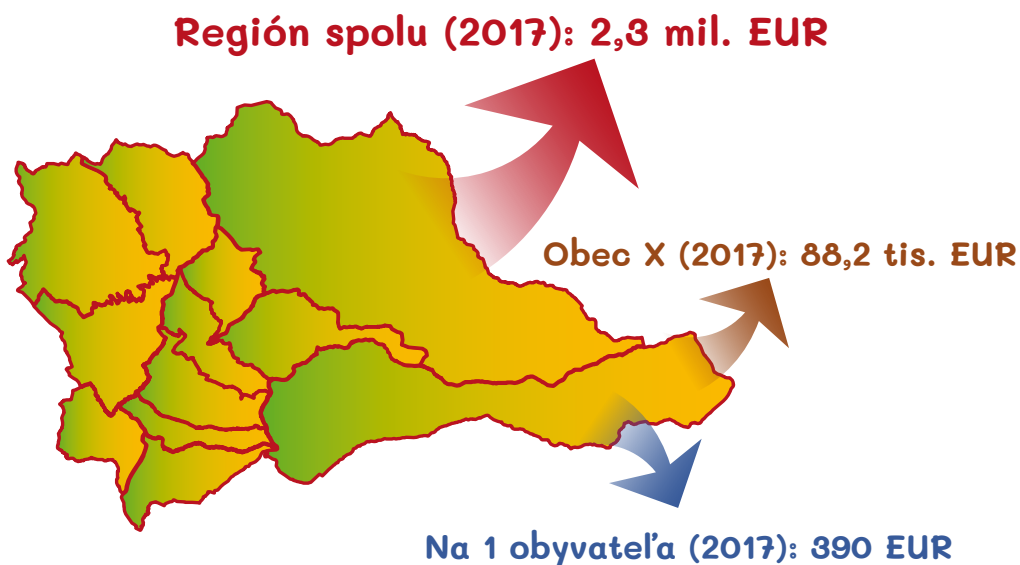 Región spolu (2017): 2,3 mil. EUR
Obec X (2017): 88,2 tis. EUR
Na 1 obyvateľa (2017): 390 EUR